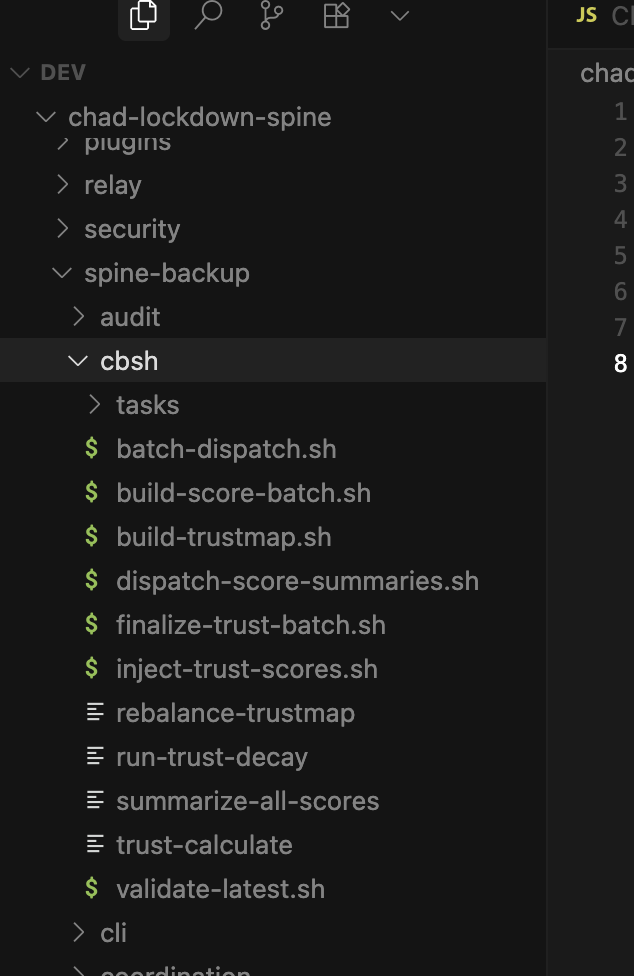 JS
DEV
chad-lockdown-spine
plugins
relay
security
spine-backup
audit
cbsh
tasks
$ batch-dispatch.sh
$ build-score-batch.sh
$ build-trustmap.sh
$ dispatch-score-summaries.sh
$ finalize-trust-batch.sh
$ inject-trust-scores.sh
rebalance-trustmap
run-trust-decay
summarize-all-scores
trust-calculate
$ validate-latest.sh
cli
coordination
chad
1
2
3
4
5
6
7
8